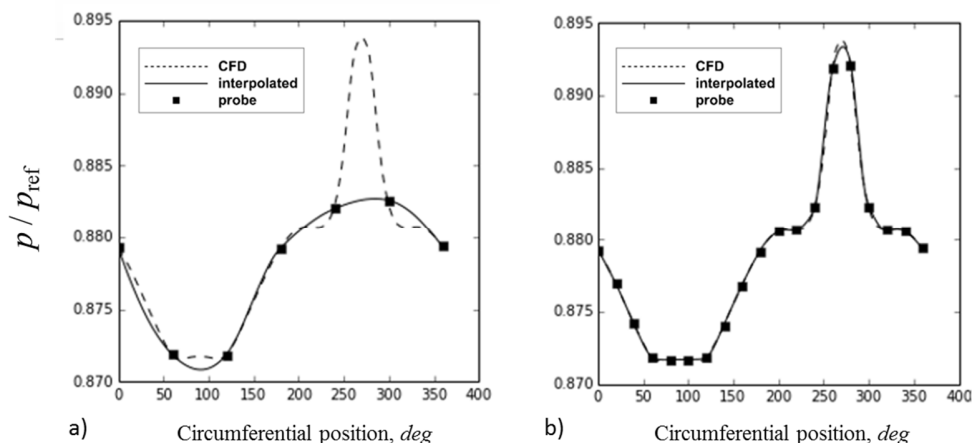 0.895
0.890
0.885
0.880
0.875
0.870
p / pref
CFD
interpolated
probe
0 50 100 150 200 250 300 350 400
a) Circumferential position, deg
0.895
0.890
0.885
0.880
0.875
0.870
CFD
interpolated
probe
0 50 100 150 200 250 300 350 400
b) Circumferential position, deg